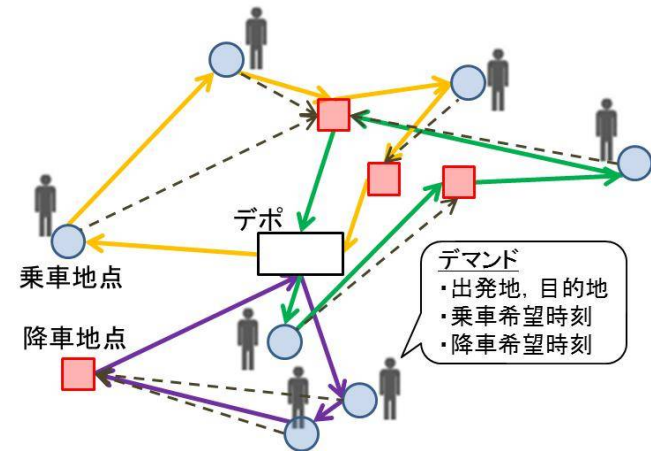 デポ
乗車地点
降車地点
デマンド
・出発地, 目的地
・乗車希望時刻
・降車希望時刻